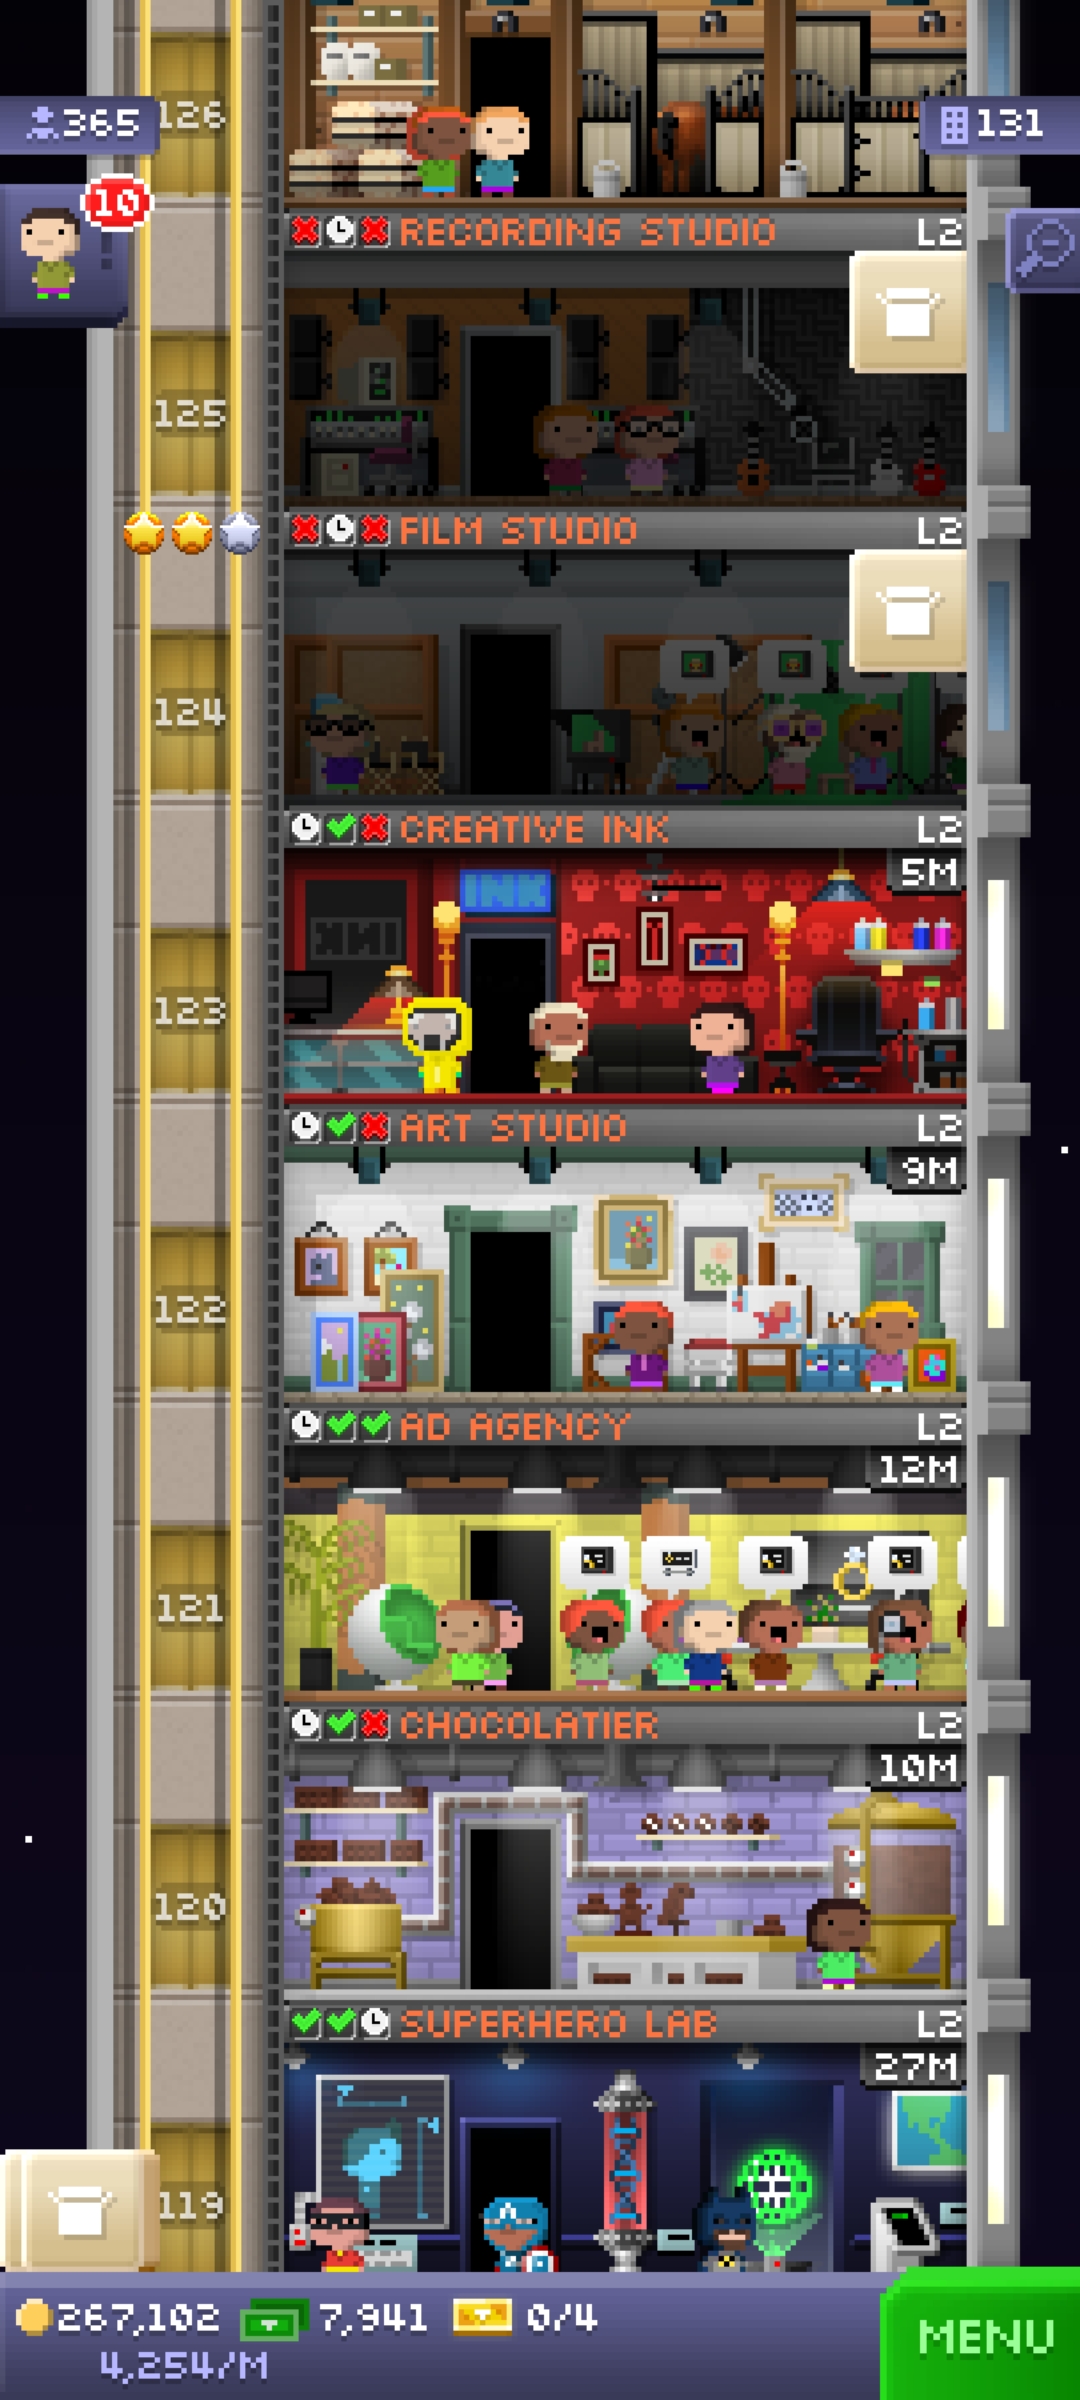 126
365
131
10
RECORDING STUDIO L2
125
FILM STUDIO L2
124
CREATIVE INK L2
5M
INK
123
ART STUDIO L2
9M
122
AD AGENCY L2
12M
121
CHOCOLATIER L2
10M
120
SUPERHERO LAB L2
27M
119
267,102 7,941 0/4
4,254/M
MENU